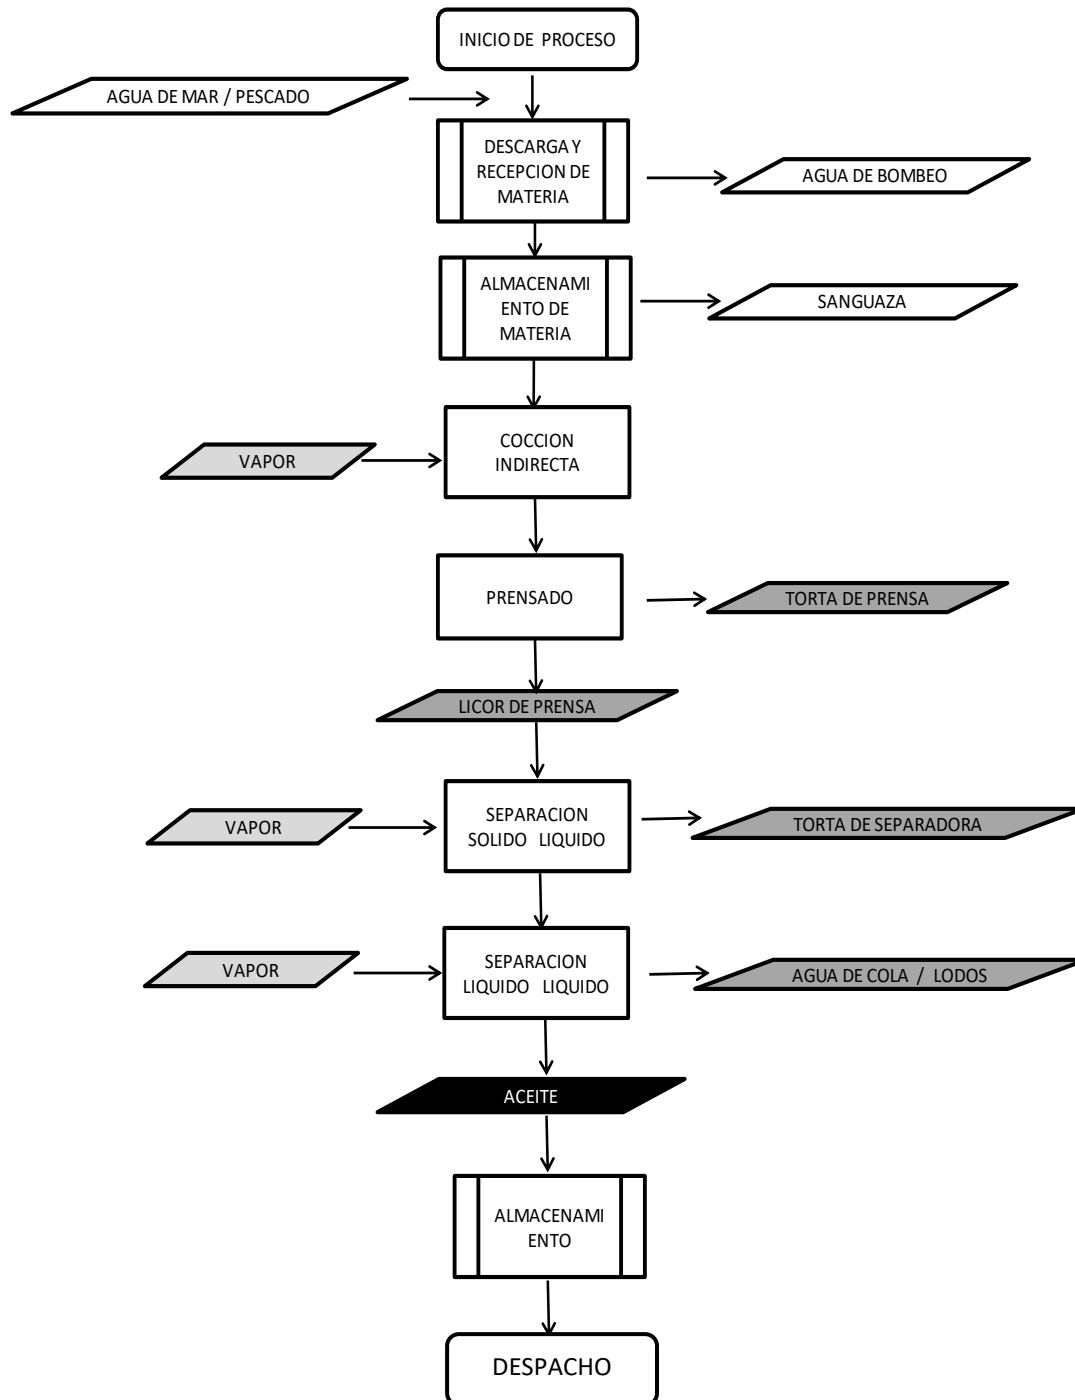 INICIO DE PROCESO
AGUA DE MAR / PESCADO
DESCARGA Y
RECEPCION DE
MATERIA
AGUA DE BOMBEO
ALMACENAMI
ENTO DE
MATERIA
SANGUAZA
COCCION
INDIRECTA
VAPOR
PRENSADO
TORTA DE PRENSA
LICOR DE PRENSA
SEPARACION
SOLIDO LIQUIDO
VAPOR
TORTA DE SEPARADORA
SEPARACION
LIQUIDO LIQUIDO
VAPOR
AGUA DE COLA / LODOS
ACEITE
ALMACENAMI
ENTO
DESPACHO